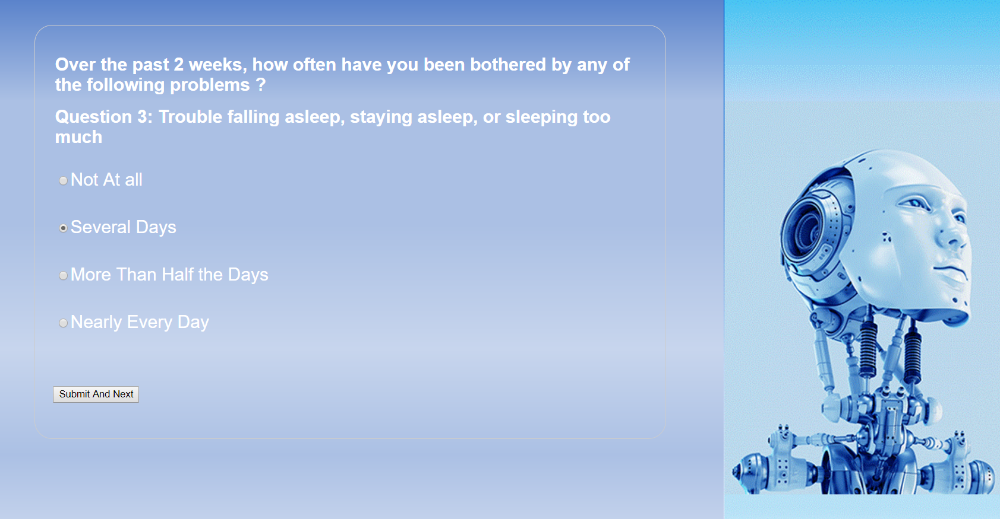 Over the past 2 weeks, how often have you been bothered by any of
the following problems ?
Question 3: Trouble falling asleep, staying asleep, or sleeping too
much
Not At all
Several Days
More Than Half the Days
Nearly Every Day
Submit And Next